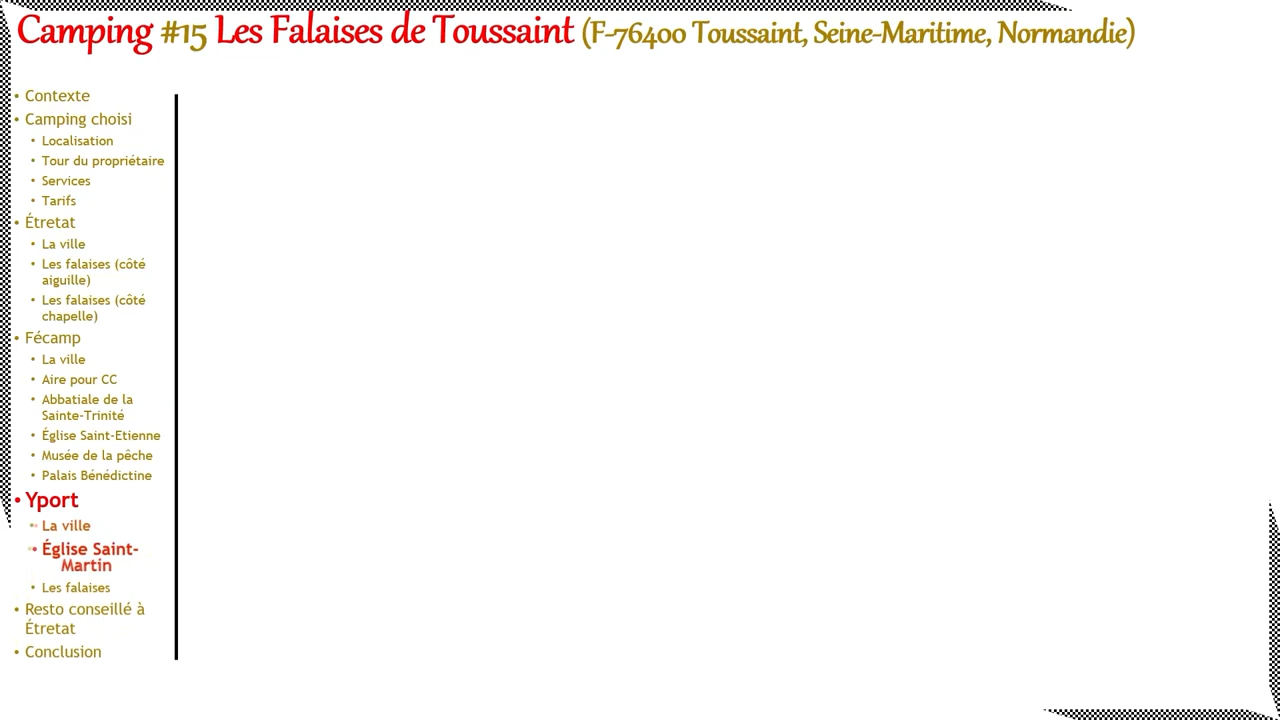 Camping #15 Les Falaises de Toussaint (F-76400 Toussaint, Seine-Maritime, Normandie)
• Contexte
• Camping choisi
• Localisation
• Tour du propriétaire
• Services
• Tarifs
• Étretat
• La ville
• Les falaises (côté
aiguille)
• Les falaises (côté
chapelle)
• Fécamp
• La ville
• Aire pour CC
• Abbatiale de la
Sainte-Trinité
• Église Saint-Etienne
• Musée de la pêche
• Palais Bénédictine
• Yport
• La ville
• Église Saint-
Martin
• Les falaises
• Resto conseillé à
Étretat
• Conclusion